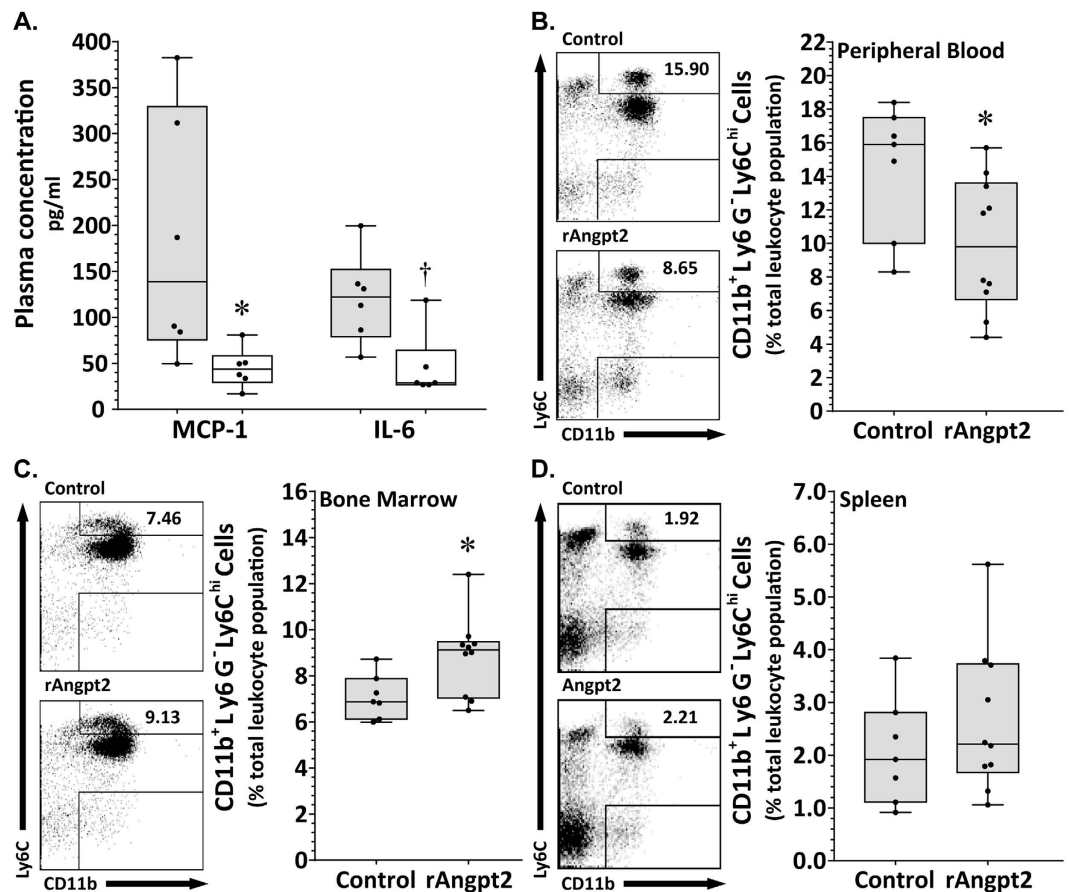 A.
Plasma concentration
pg/ml
400
350
300
250
200
150
100
50
0
*
†
MCP-1
IL-6
B.
Control
15.90
rAngpt2
8.65
Ly6C
CD11b
CD11b⁺ Ly6 G⁻ Ly6Cʰⁱ Cells
(% total leukocyte population)
Peripheral Blood
22
20
18
16
14
12
10
8
6
4
2
0
*
Control rAngpt2
C.
Control
7.46
rAngpt2
9.13
Ly6C
CD11b
CD11b⁺ Ly6 G⁻ Ly6Cʰⁱ Cells
(% total leukocyte population)
Bone Marrow
16
14
12
10
8
6
4
2
0
*
Control rAngpt2
D.
Control
1.92
Angpt2
2.21
Ly6C
CD11b
CD11b⁺ Ly6 G⁻ Ly6Cʰⁱ Cells
(% total leukocyte population)
Spleen
7.0
6.0
5.0
4.0
3.0
2.0
1.0
0.0
Control rAngpt2